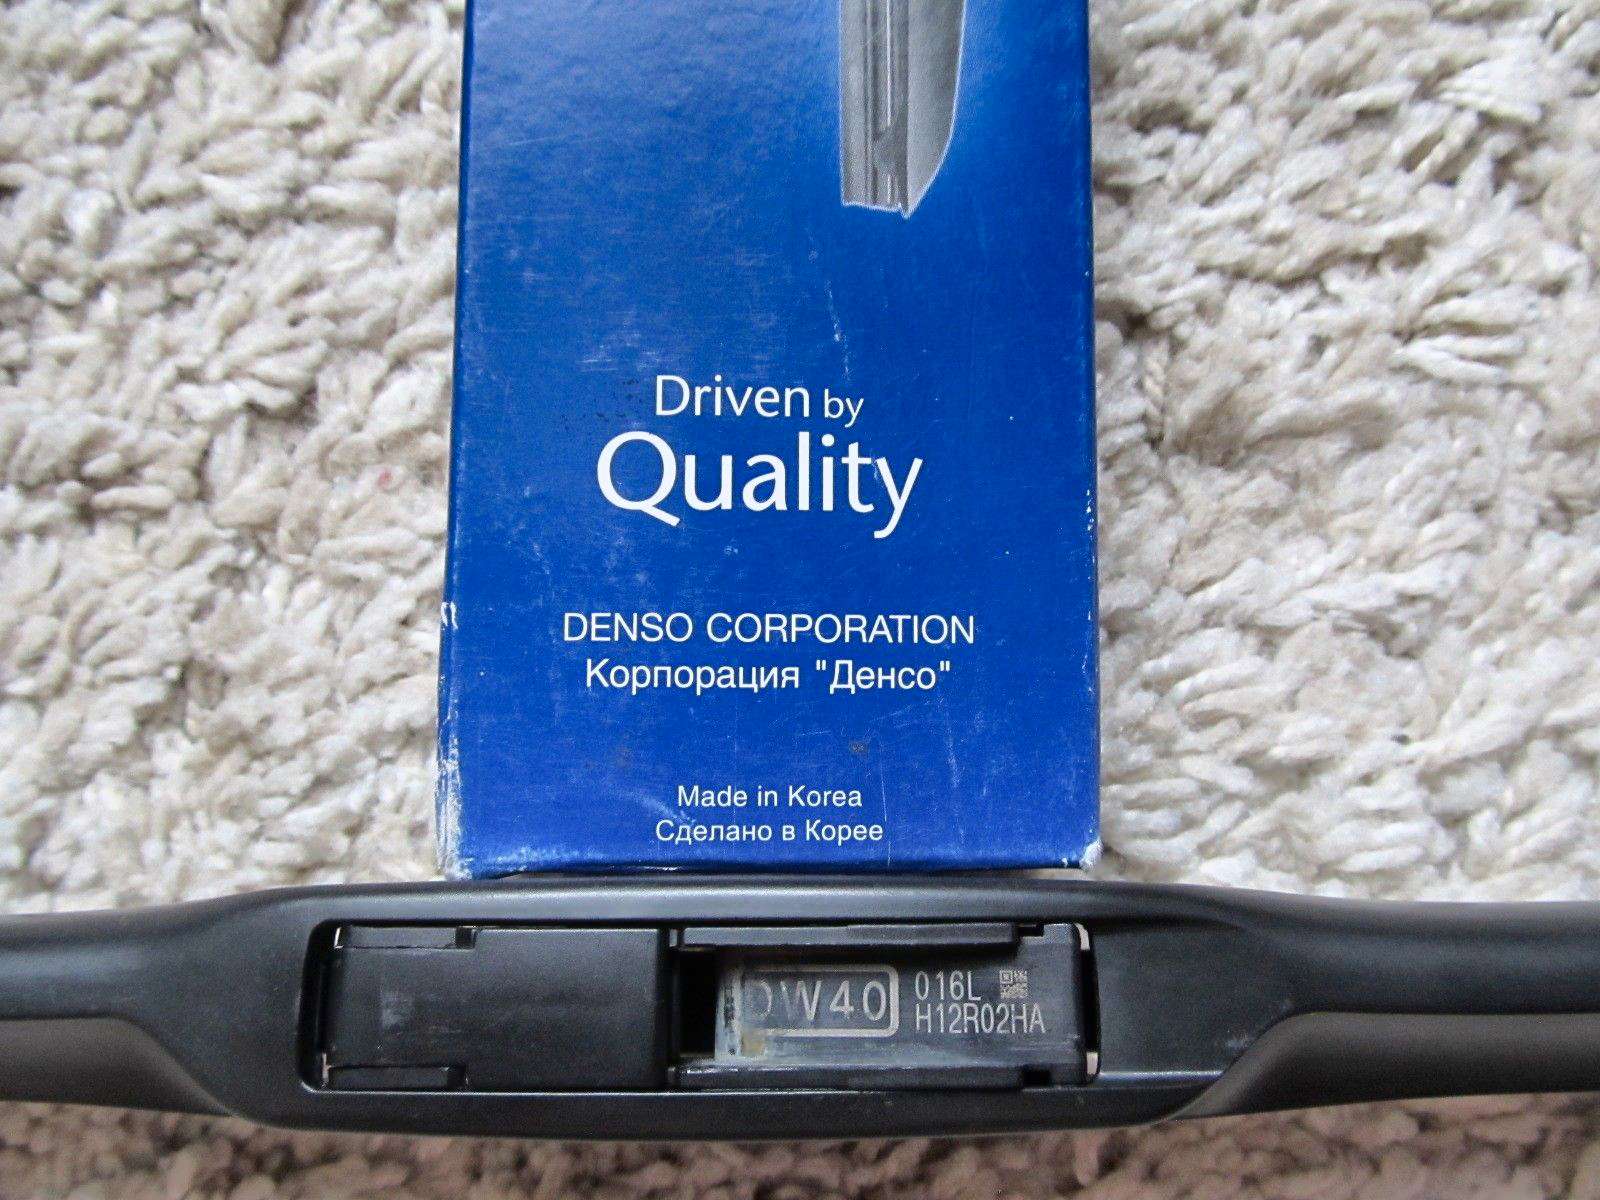 Driven by
Quality
DENSO CORPORATION
Корпорация "Денсо"
Made in Korea
Сделано в Корее
DW40
016L
H12R02HA